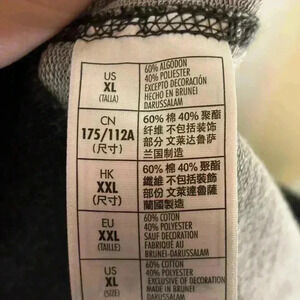 US
XL
(TALLA)
60% ALGODON
40% POLYESTER
EXCEPTO DECORACIÓN
HECHO EN BRUNEI
DARUSSALAM
CN
175/112A
(尺寸)
60% 棉 40% 聚酯
纤维 不包括装饰
部分 文莱达鲁萨
兰国制造
HK
XXL
(尺寸)
60% 棉 40% 聚酯
纖維 不包括裝飾
部份 文萊達魯薩
蘭國製造
EU
XXL
(TAILLE)
60% COTON
40% POLYESTER
SAUF DECORATION
FABRIQUÉ AU
BRUNEI-DARUSSALAM
US
XL
(SIZE)
60% COTTON
40% POLYESTER
EXCLUSIVE OF DECORATION
MADE IN BRUNEI
DARUSSALAM